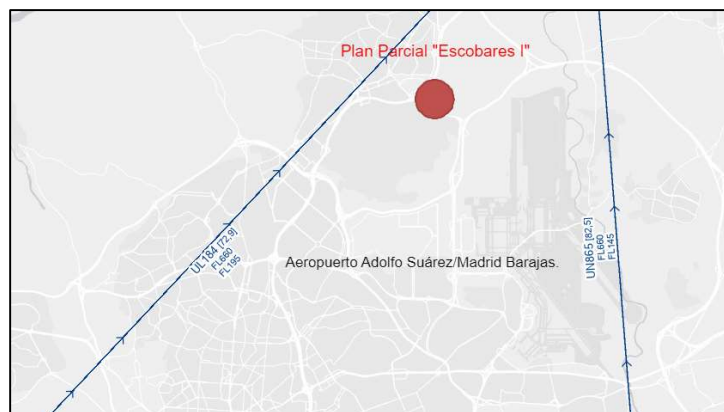 Plan Parcial "Escobares I"
Aeropuerto Adolfo Suárez/Madrid Barajas.
UL184 [72,9]
FL660
FL195
UN865 [82,5]
FL660
FL145